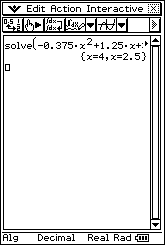 Edit Action Interactive
solve(-0.375·x²+1.25·x+
{x=4,x=2.5}
Alg Decimal Real Rad